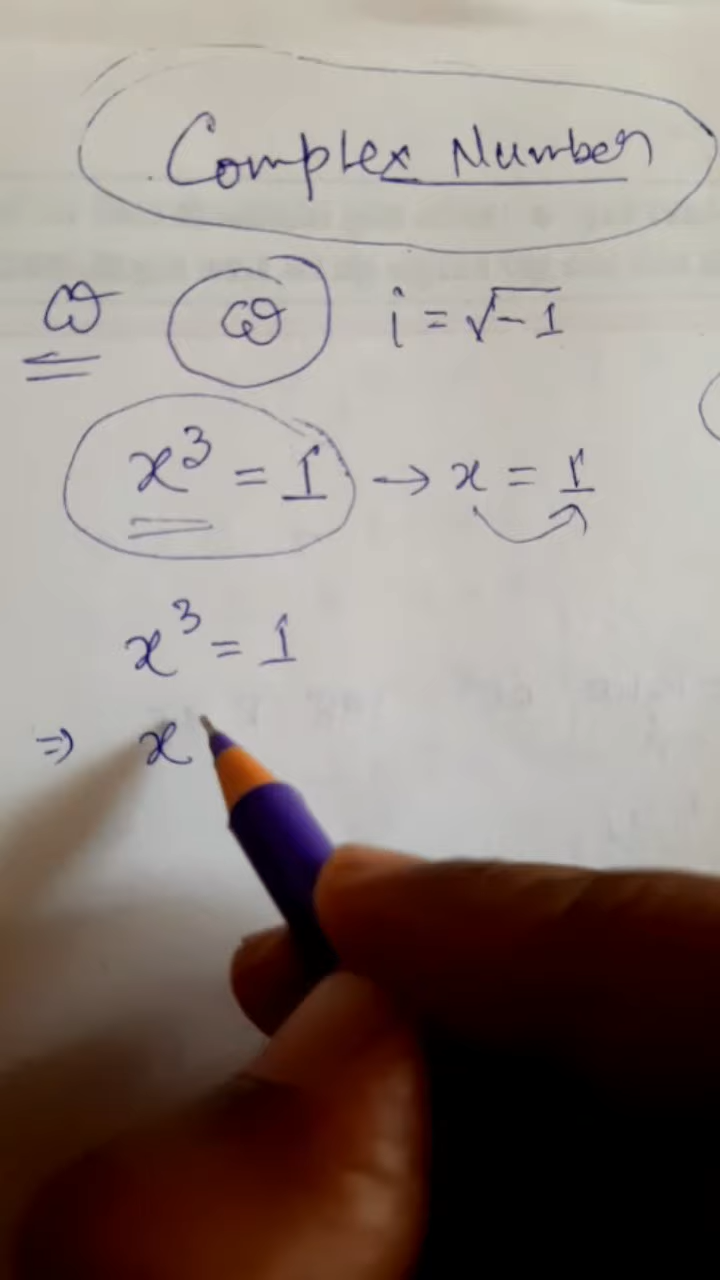 Complex Number
ω ω i = √-1
x³ = 1 → x = 1
x³ = 1
⇒ x